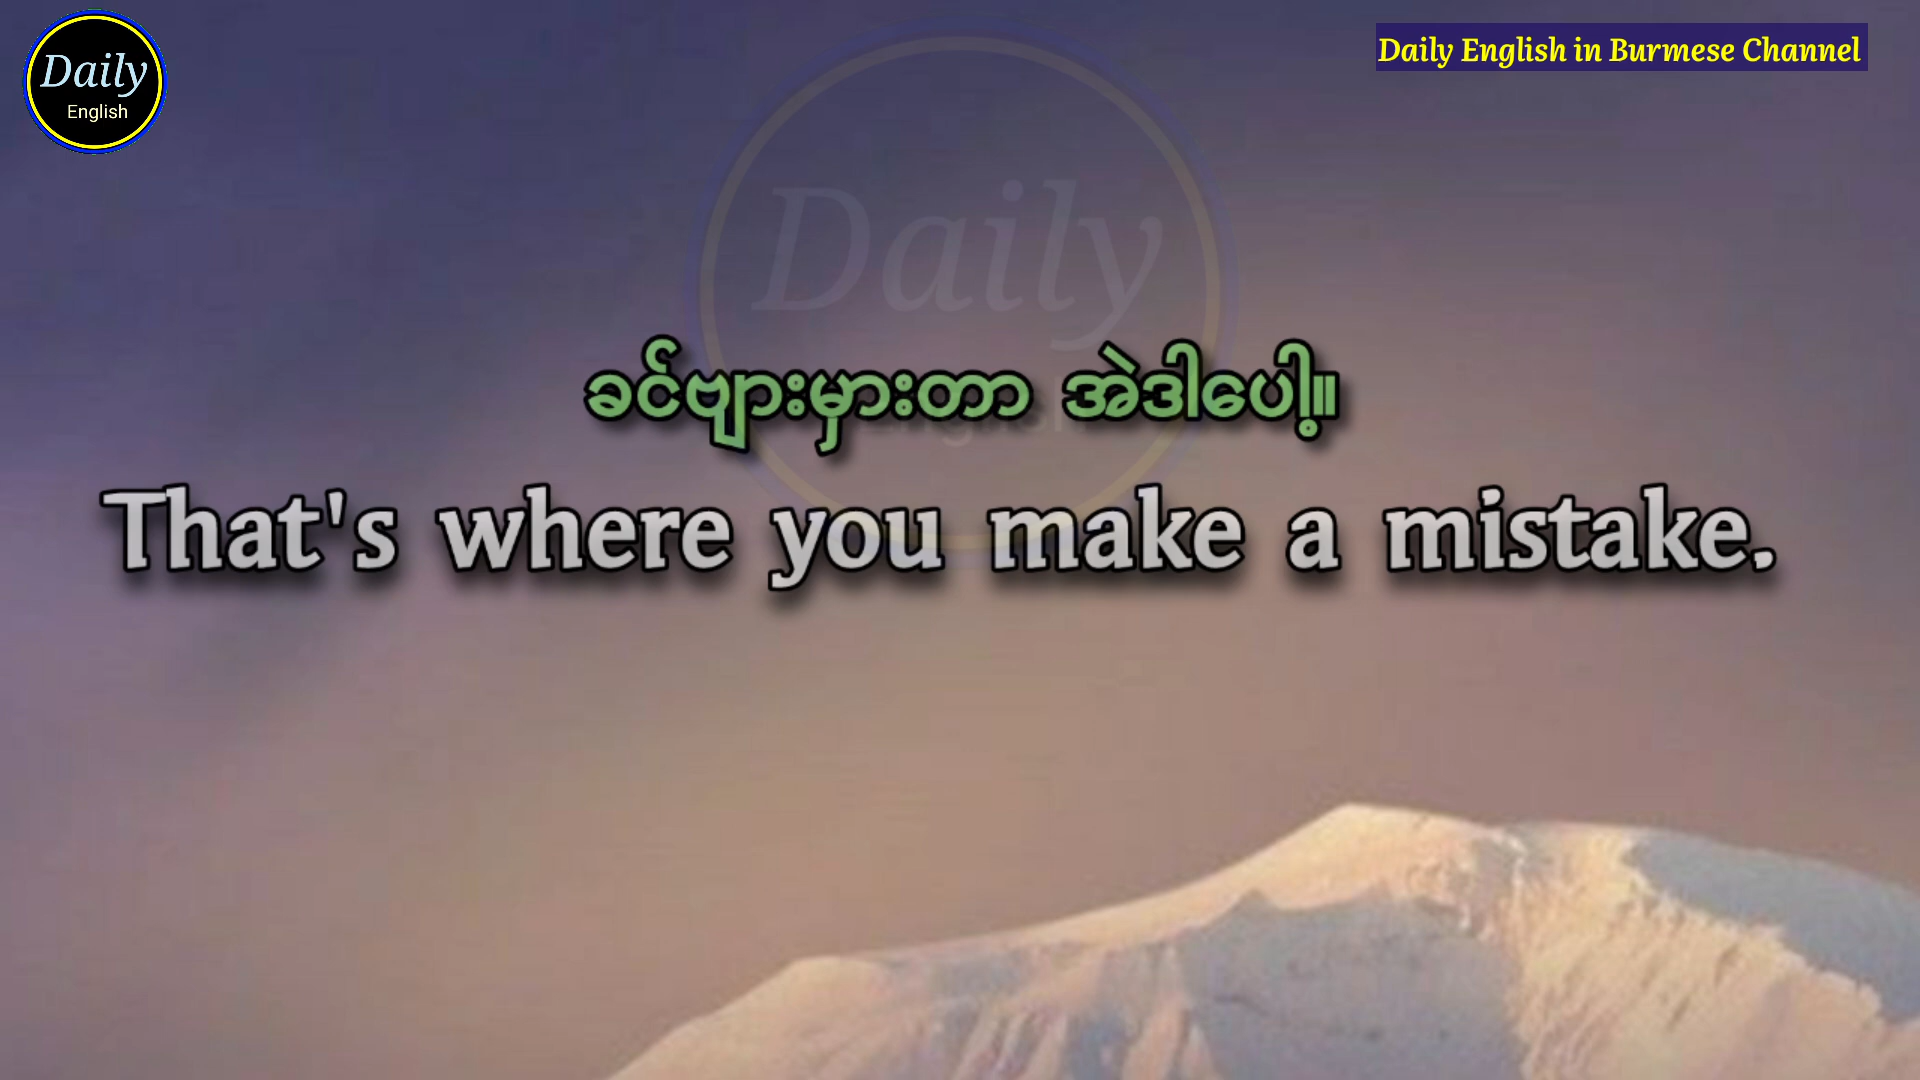 Daily
English
Daily English in Burmese Channel
Daily
ခင်ဗျားမှားတာ အဲဒါပေါ့။
That's where you make a mistake.